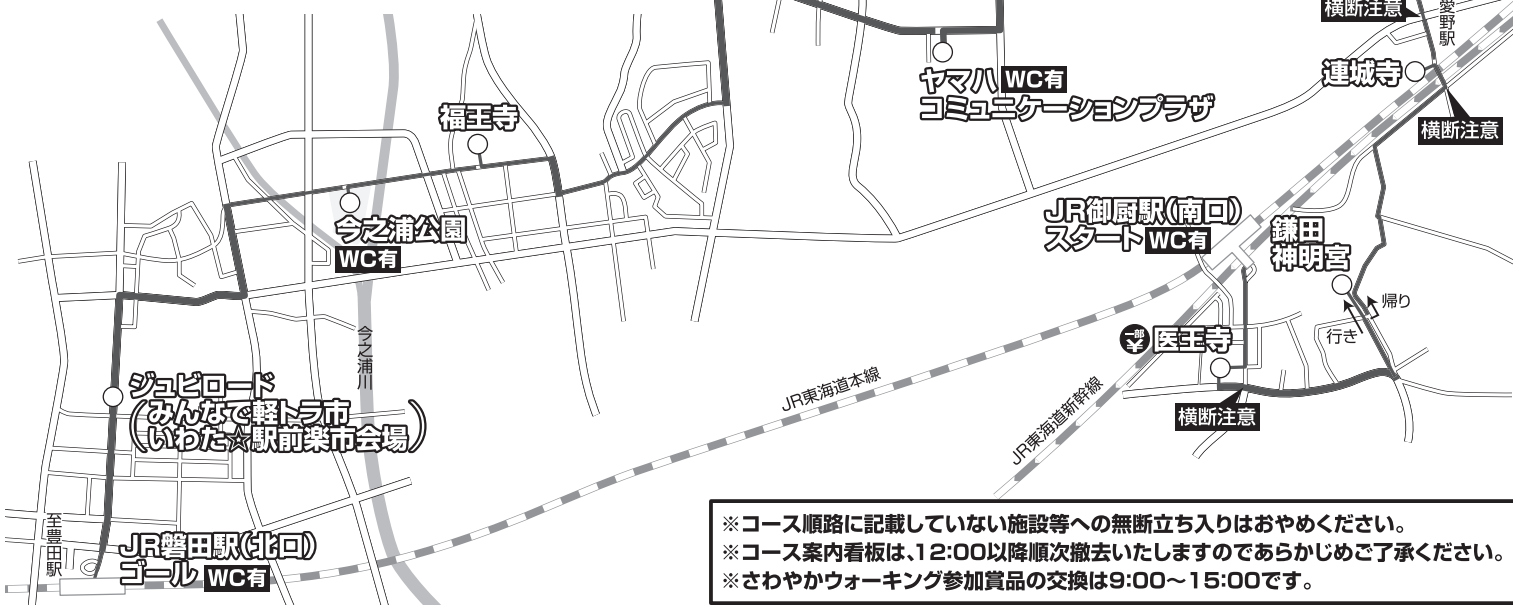 横断注意
愛野駅
連城寺
横断注意
ヤマハ WC有
コミュニケーションプラザ
福王寺
今之浦公園
WC有
JR御厨駅(南口)
スタート WC有
鎌田
神明宮
帰り
行き
一部¥ 医王寺
横断注意
今之浦川
JR東海道本線
JR東海道新幹線
ジュビロード
(みんなで軽トラ市
いわた☆駅前楽市会場)
至豊田駅
JR磐田駅(北口)
ゴール WC有
※コース順路に記載していない施設等への無断立ち入りはおやめください。
※コース案内看板は、12:00以降順次撤去いたしますのであらかじめご了承ください。
※さわやかウォーキング参加賞品の交換は9:00〜15:00です。